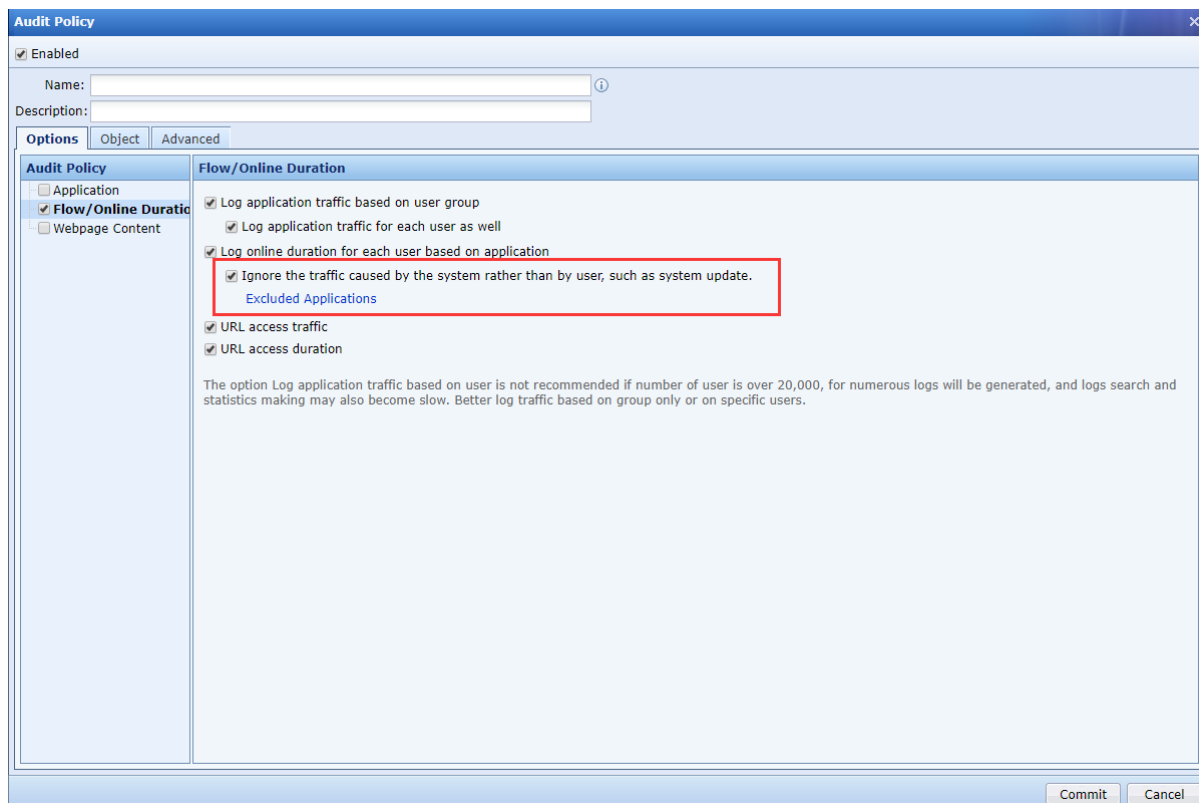 Audit Policy
Enabled
Name:
Description:
Options Object Advanced
Audit Policy
Application
Flow/Online Duratio
Webpage Content
Flow/Online Duration
Log application traffic based on user group
Log application traffic for each user as well
Log online duration for each user based on application
Ignore the traffic caused by the system rather than by user, such as system update.
Excluded Applications
URL access traffic
URL access duration
The option Log application traffic based on user is not recommended if number of user is over 20,000, for numerous logs will be generated, and logs search and
statistics making may also become slow. Better log traffic based on group only or on specific users.
Commit Cancel